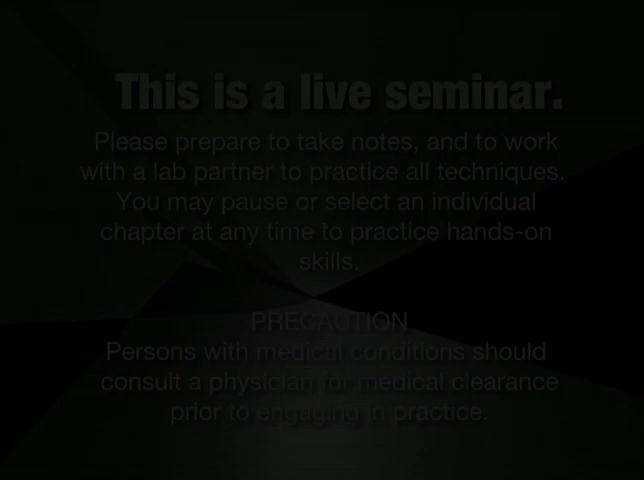 This is a live seminar.
Please prepare to take notes, and to work
with a lab partner to practice all techniques.
You may pause or select an individual
chapter at any time to practice hands-on
skills.
PRECAUTION
Persons with medical conditions should
consult a physician for medical clearance
prior to engaging in practice.